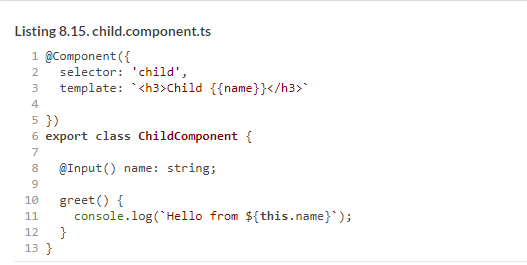 Listing 8.15. child.component.ts
1 @Component({
2   selector: 'child',
3   template: `<h3>Child {{name}}</h3>`
4
5 })
6 export class ChildComponent {
7
8   @Input() name: string;
9
10   greet() {
11     console.log(`Hello from ${this.name}`);
12   }
13 }